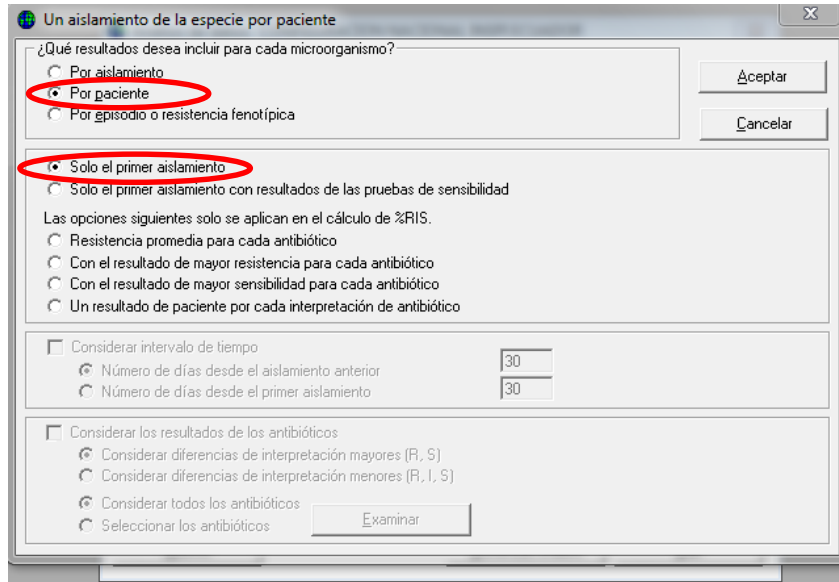 Un aislamiento de la especie por paciente
¿Qué resultados desea incluir para cada microorganismo?
Por aislamiento
Por paciente
Por episodio o resistencia fenotípica
Aceptar
Cancelar
Solo el primer aislamiento
Solo el primer aislamiento con resultados de las pruebas de sensibilidad
Las opciones siguientes solo se aplican en el cálculo de %RIS.
Resistencia promedia para cada antibiótico
Con el resultado de mayor resistencia para cada antibiótico
Con el resultado de mayor sensibilidad para cada antibiótico
Un resultado de paciente por cada interpretación de antibiótico
Considerar intervalo de tiempo
Número de días desde el aislamiento anterior 30
Número de días desde el primer aislamiento 30
Considerar los resultados de los antibióticos
Considerar diferencias de interpretación mayores (R, S)
Considerar diferencias de interpretación menores (R, I, S)
Considerar todos los antibióticos
Seleccionar los antibióticos
Examinar